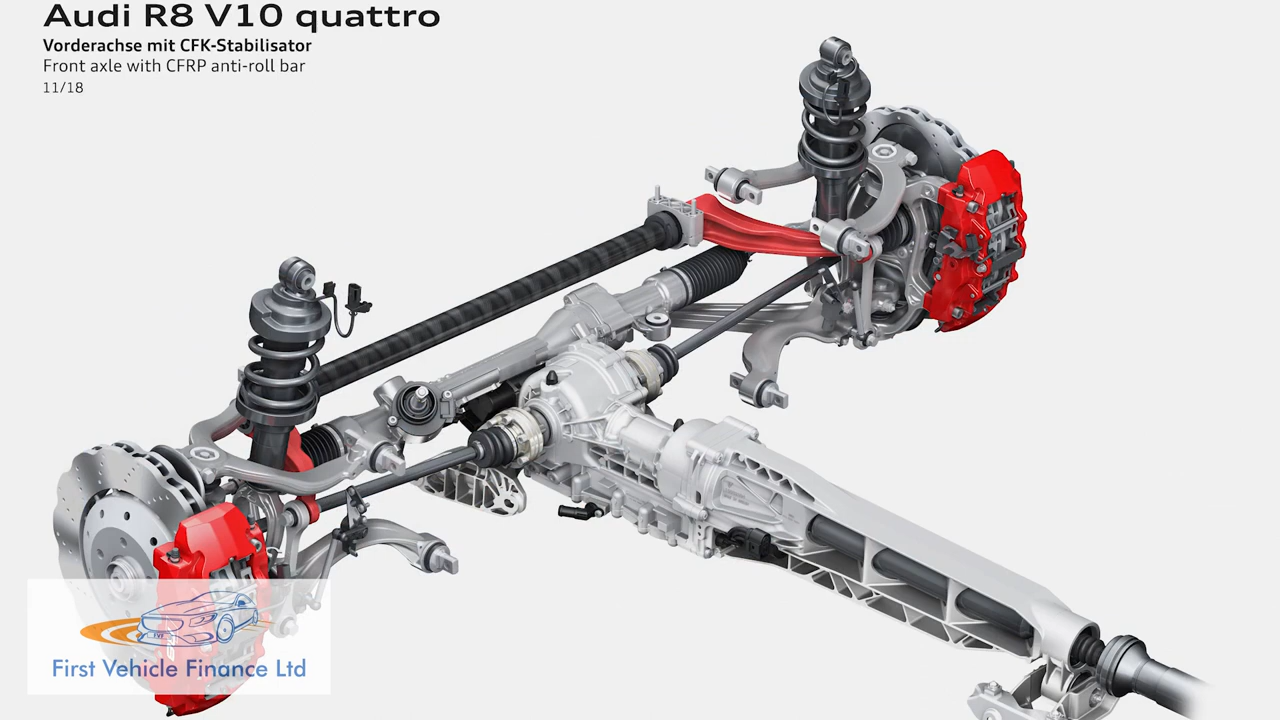 Audi R8 V10 quattro
Vorderachse mit CFK-Stabilisator
Front axle with CFRP anti-roll bar
11/18
FVF
First Vehicle Finance Ltd